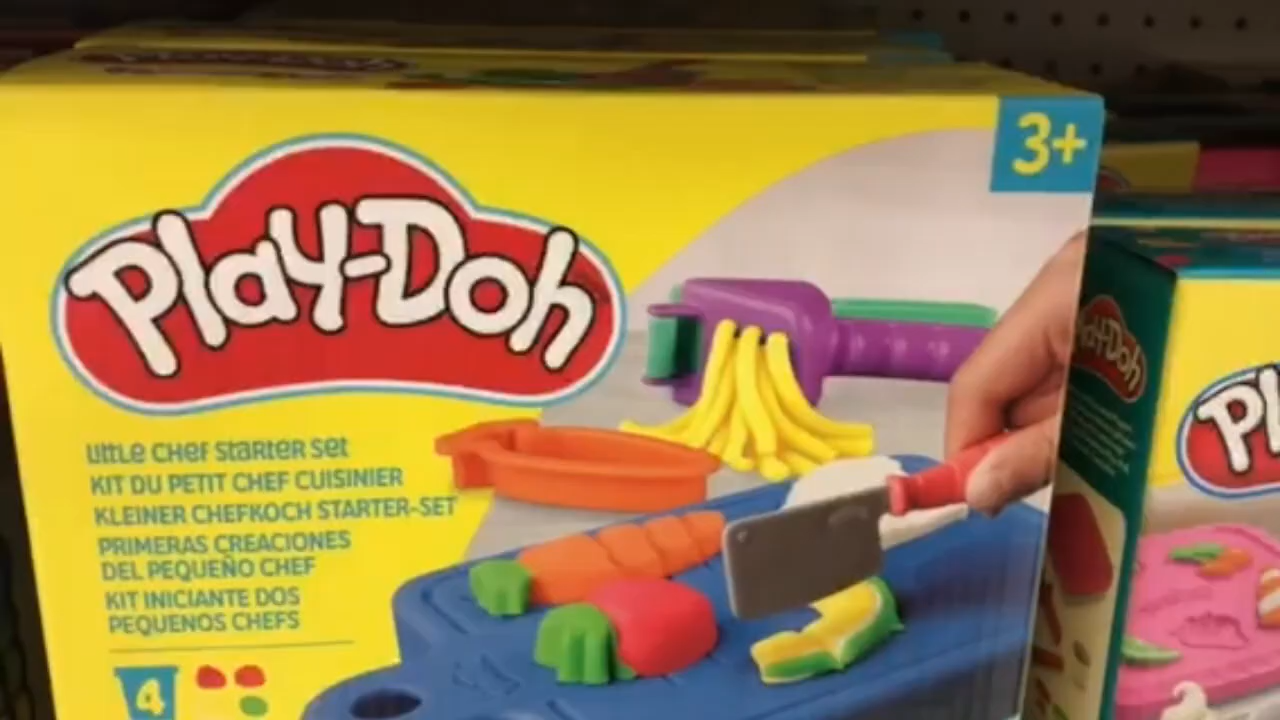 3+
Play-Doh
Little Chef Starter Set
KIT DU PETIT CHEF CUISINIER
KLEINER CHEFKOCH STARTER-SET
PRIMERAS CREACIONES
DEL PEQUEÑO CHEF
KIT INICIANTE DOS
PEQUENOS CHEFS
4
Play-Doh
Pl